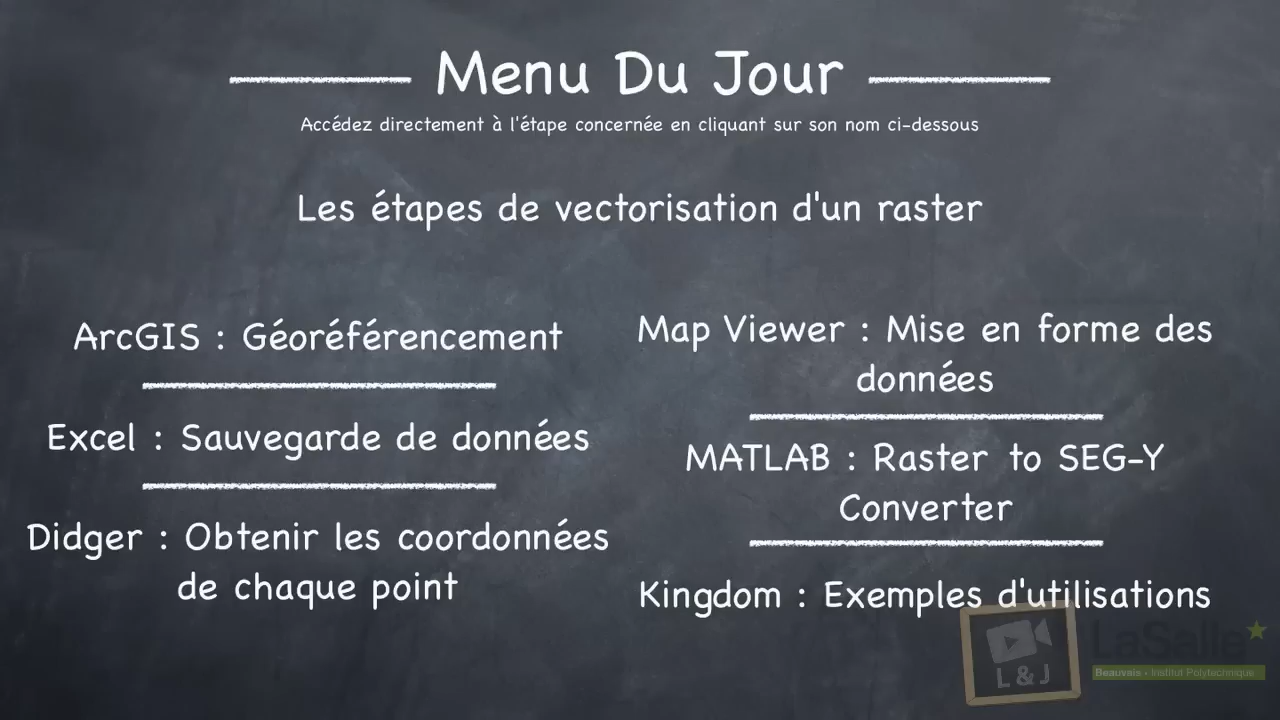 Menu Du Jour
Accédez directement à l'étape concernée en cliquant sur son nom ci-dessous
Les étapes de vectorisation d'un raster
ArcGIS : Géoréférencement
Excel : Sauvegarde de données
Didger : Obtenir les coordonnées
de chaque point
Map Viewer : Mise en forme des
données
MATLAB : Raster to SEG-Y
Converter
Kingdom : Exemples d'utilisations
L & J
LaSalle
Beauvais - Institut Polytechnique